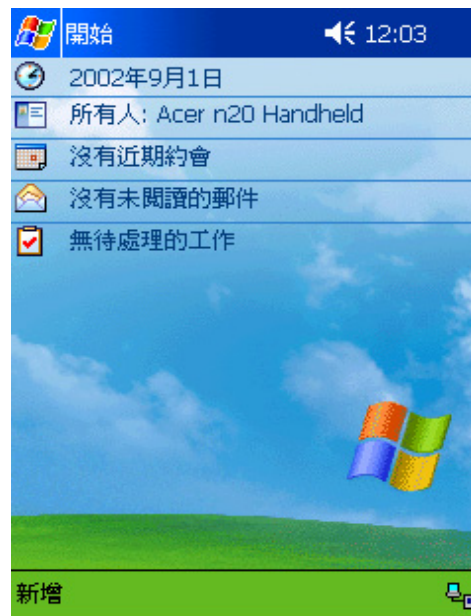 開始 12:03
2002年9月1日
所有人: Acer n20 Handheld
沒有近期約會
沒有未閱讀的郵件
無待處理的工作
新增